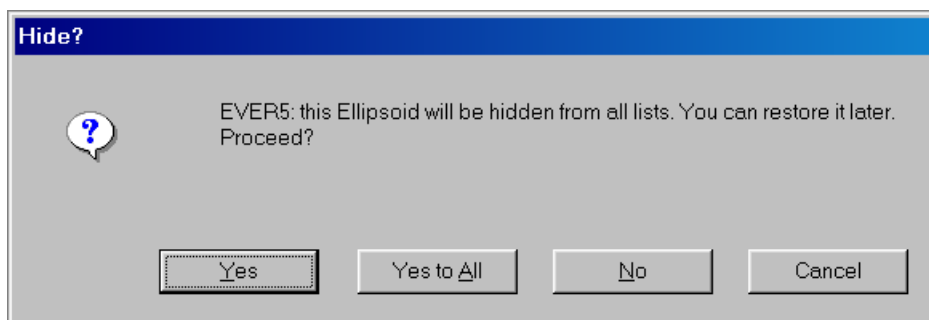 Hide?
EVER5: this Ellipsoid will be hidden from all lists. You can restore it later.
Proceed?
Yes
Yes to All
No
Cancel